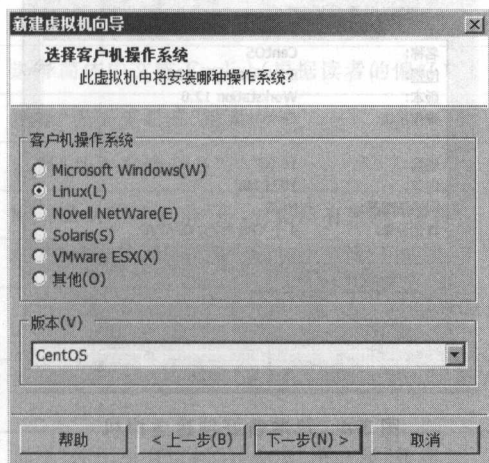 新建虚拟机向导
选择客户机操作系统
此虚拟机中将安装哪种操作系统?
客户机操作系统
Microsoft Windows(W)
Linux(L)
Novell NetWare(E)
Solaris(S)
VMware ESX(X)
其他(O)
版本(V)
CentOS
帮助
< 上一步(B)
下一步(N) >
取消